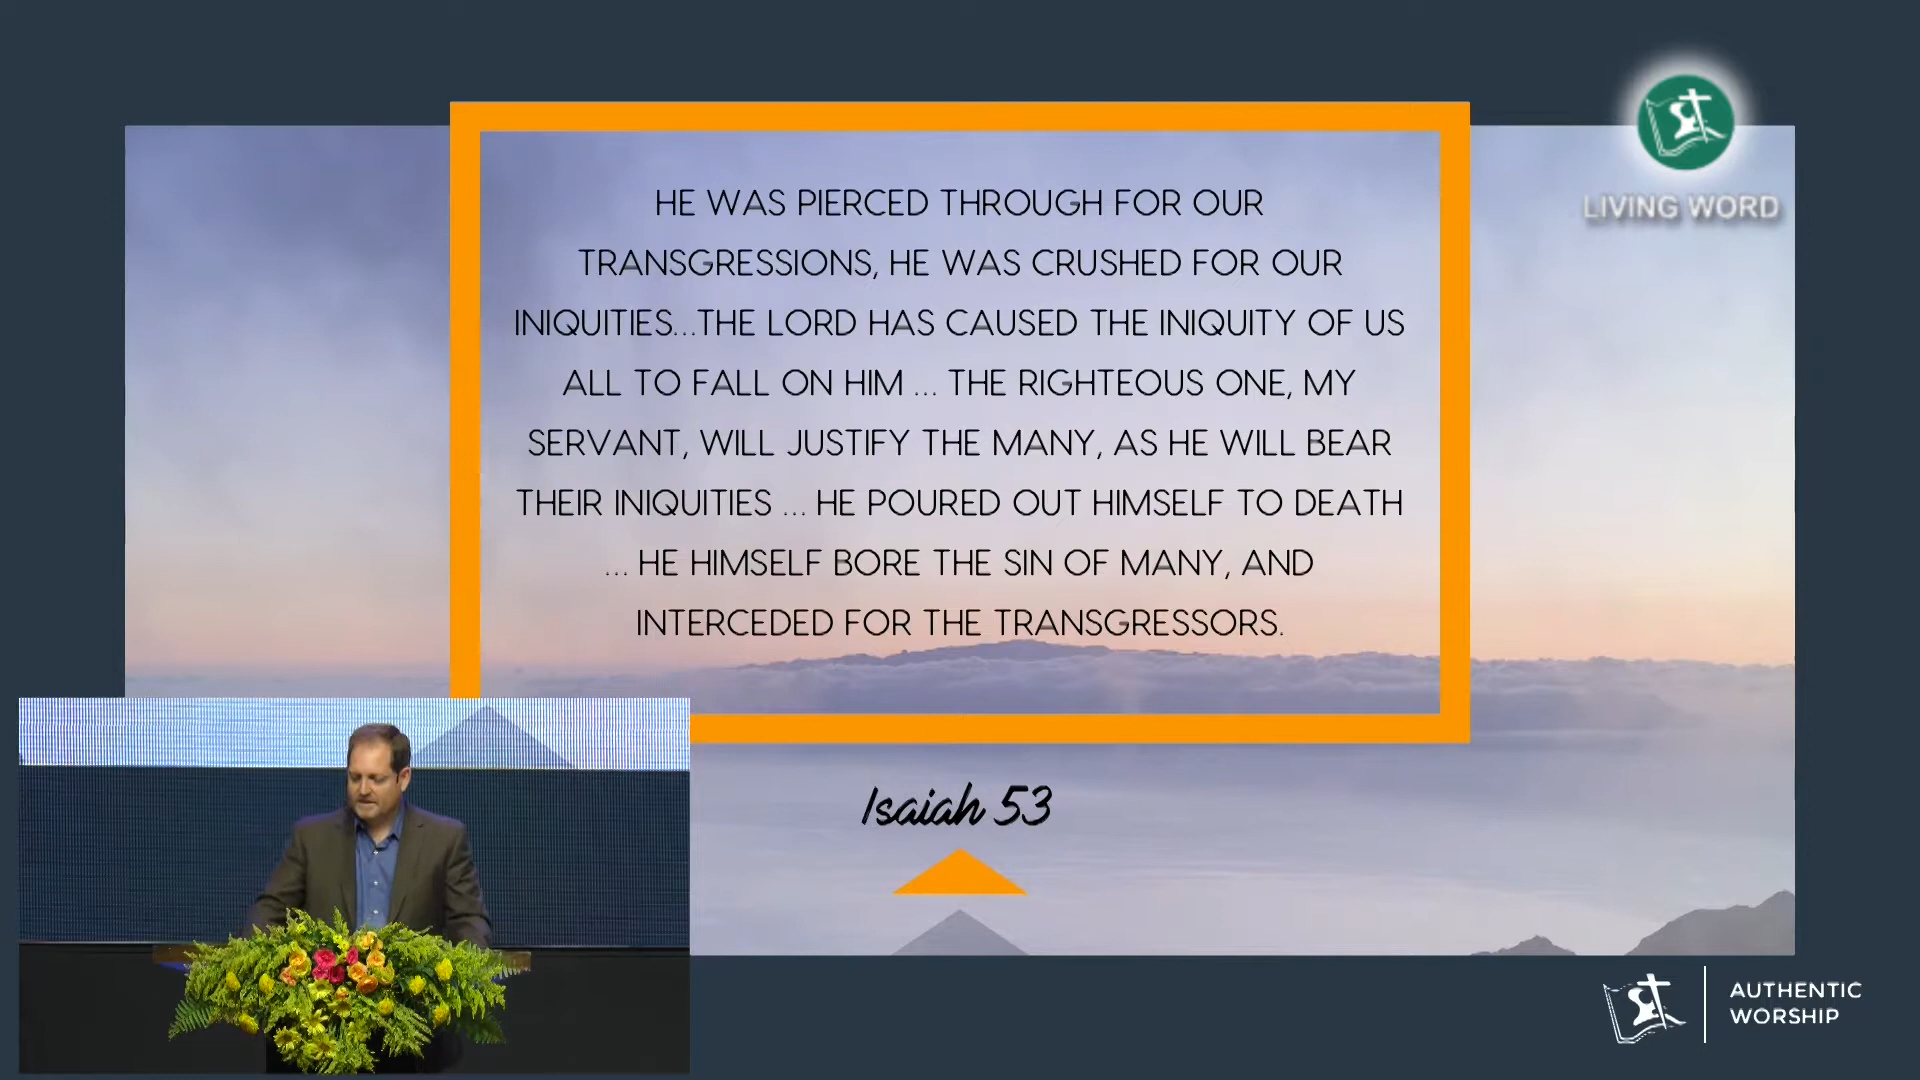 HE WAS PIERCED THROUGH FOR OUR
TRANSGRESSIONS, HE WAS CRUSHED FOR OUR
INIQUITIES...THE LORD HAS CAUSED THE INIQUITY OF US
ALL TO FALL ON HIM ... THE RIGHTEOUS ONE, MY
SERVANT, WILL JUSTIFY THE MANY, AS HE WILL BEAR
THEIR INIQUITIES ... HE POURED OUT HIMSELF TO DEATH
... HE HIMSELF BORE THE SIN OF MANY, AND
INTERCEDED FOR THE TRANSGRESSORS.
Isaiah 53
LIVING WORD
AUTHENTIC
WORSHIP